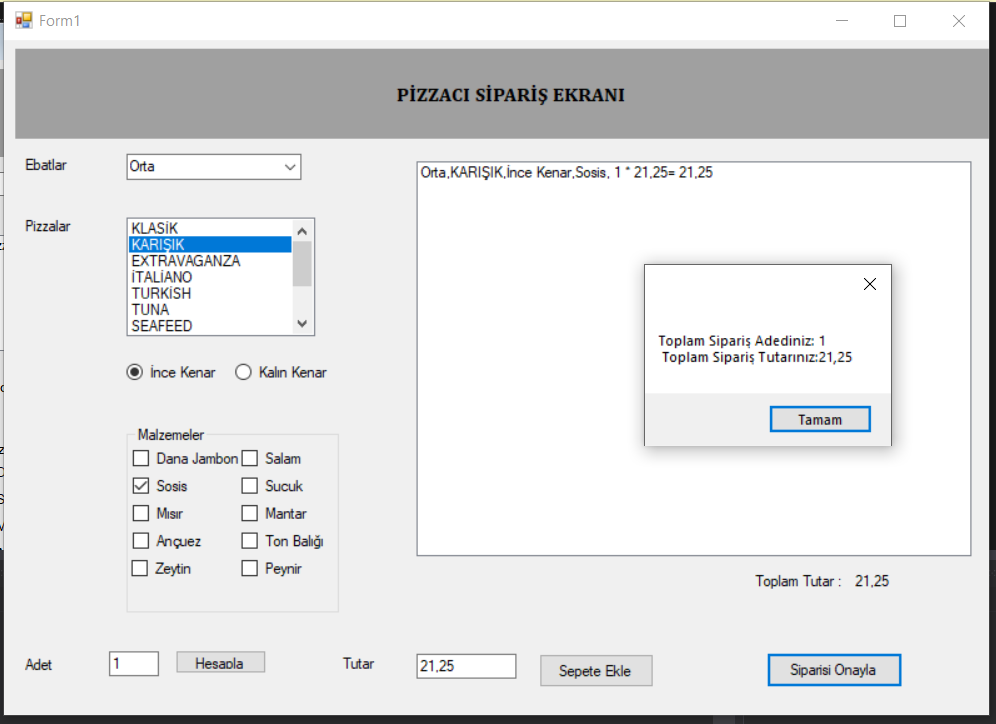 Form1
PİZZACI SİPARİŞ EKRANI
Ebatlar
Orta
Pizzalar
KLASİK
KARIŞIK
EXTRAVAGANZA
İTALİANO
TURKİSH
TUNA
SEAFEED
İnce Kenar
Kalın Kenar
Malzemeler
Dana Jambon
Salam
Sosis
Sucuk
Mısır
Mantar
Ançuez
Ton Balığı
Zeytin
Peynir
Orta,KARIŞIK,İnce Kenar,Sosis, 1 * 21,25= 21,25
Toplam Sipariş Adediniz: 1
Toplam Sipariş Tutarınız:21,25
Tamam
Toplam Tutar : 21,25
Adet
1
Hesapla
Tutar
21,25
Sepete Ekle
Siparisi Onayla